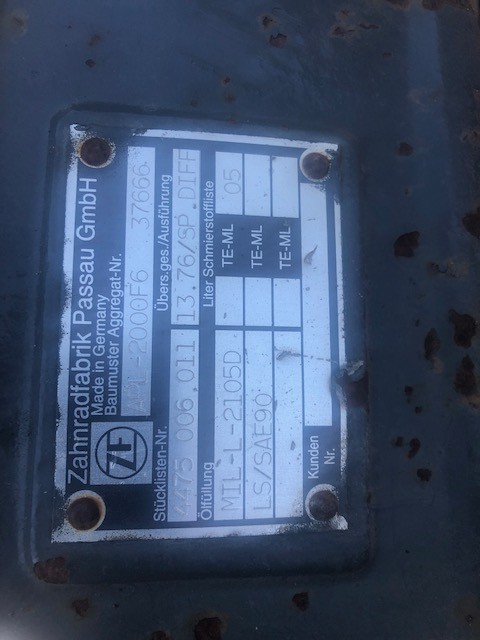 Zahnradfabrik Passau GmbH
Made in Germany
Baumuster Aggregat-Nr.
ZF
-2000F6 37666
Stücklisten-Nr. Übers.ges./Ausführung
4475 006 011 13.76/SP.DIFF
Ölfüllung Liter Schmierstoffliste
MIL-L-2105D TE-ML 05
LS/SAE90 TE-ML
TE-ML
Kunden
Nr.